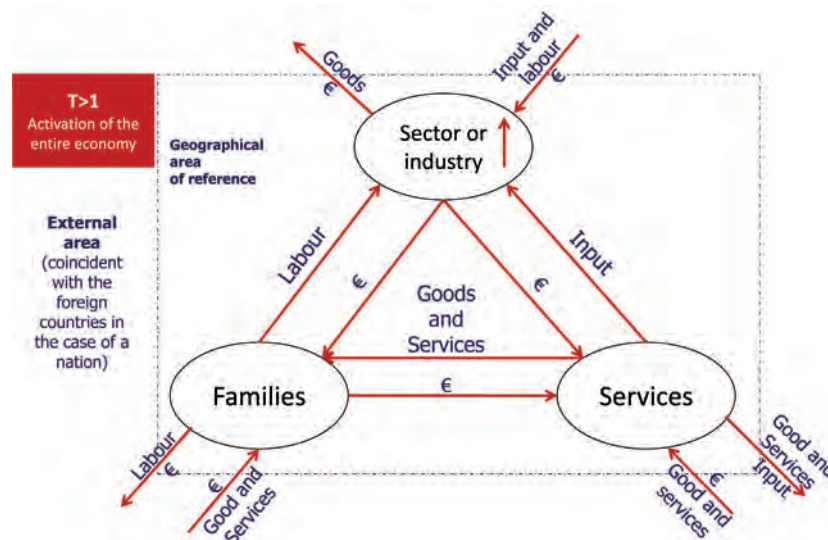 Goods
€
Input and
labour
€
T>1
Activation of the
entire economy
Geographical
area
of reference
Sector or
industry
External
area
(coincident
with the
foreign
countries in
the case of a
nation)
Labour
€
Goods
and
Services
€
Input
€
Families
Services
Labour
€
€
Good and
Services
€
Good and
services
Good and
Services
Input